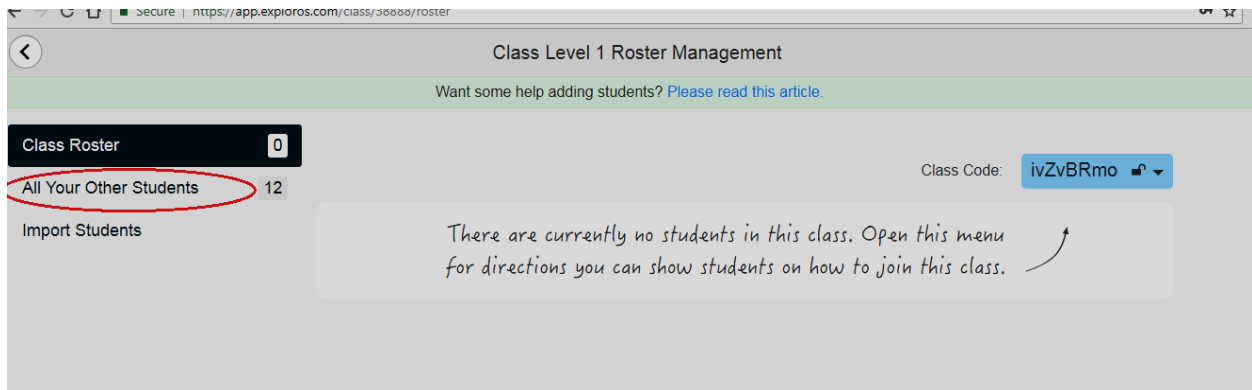 Secure | https://app.exploros.com/class/38888/roster
Class Level 1 Roster Management
Want some help adding students? Please read this article.
Class Roster 0
All Your Other Students 12
Import Students
Class Code: ivZvBRmo
There are currently no students in this class. Open this menu
for directions you can show students on how to join this class.